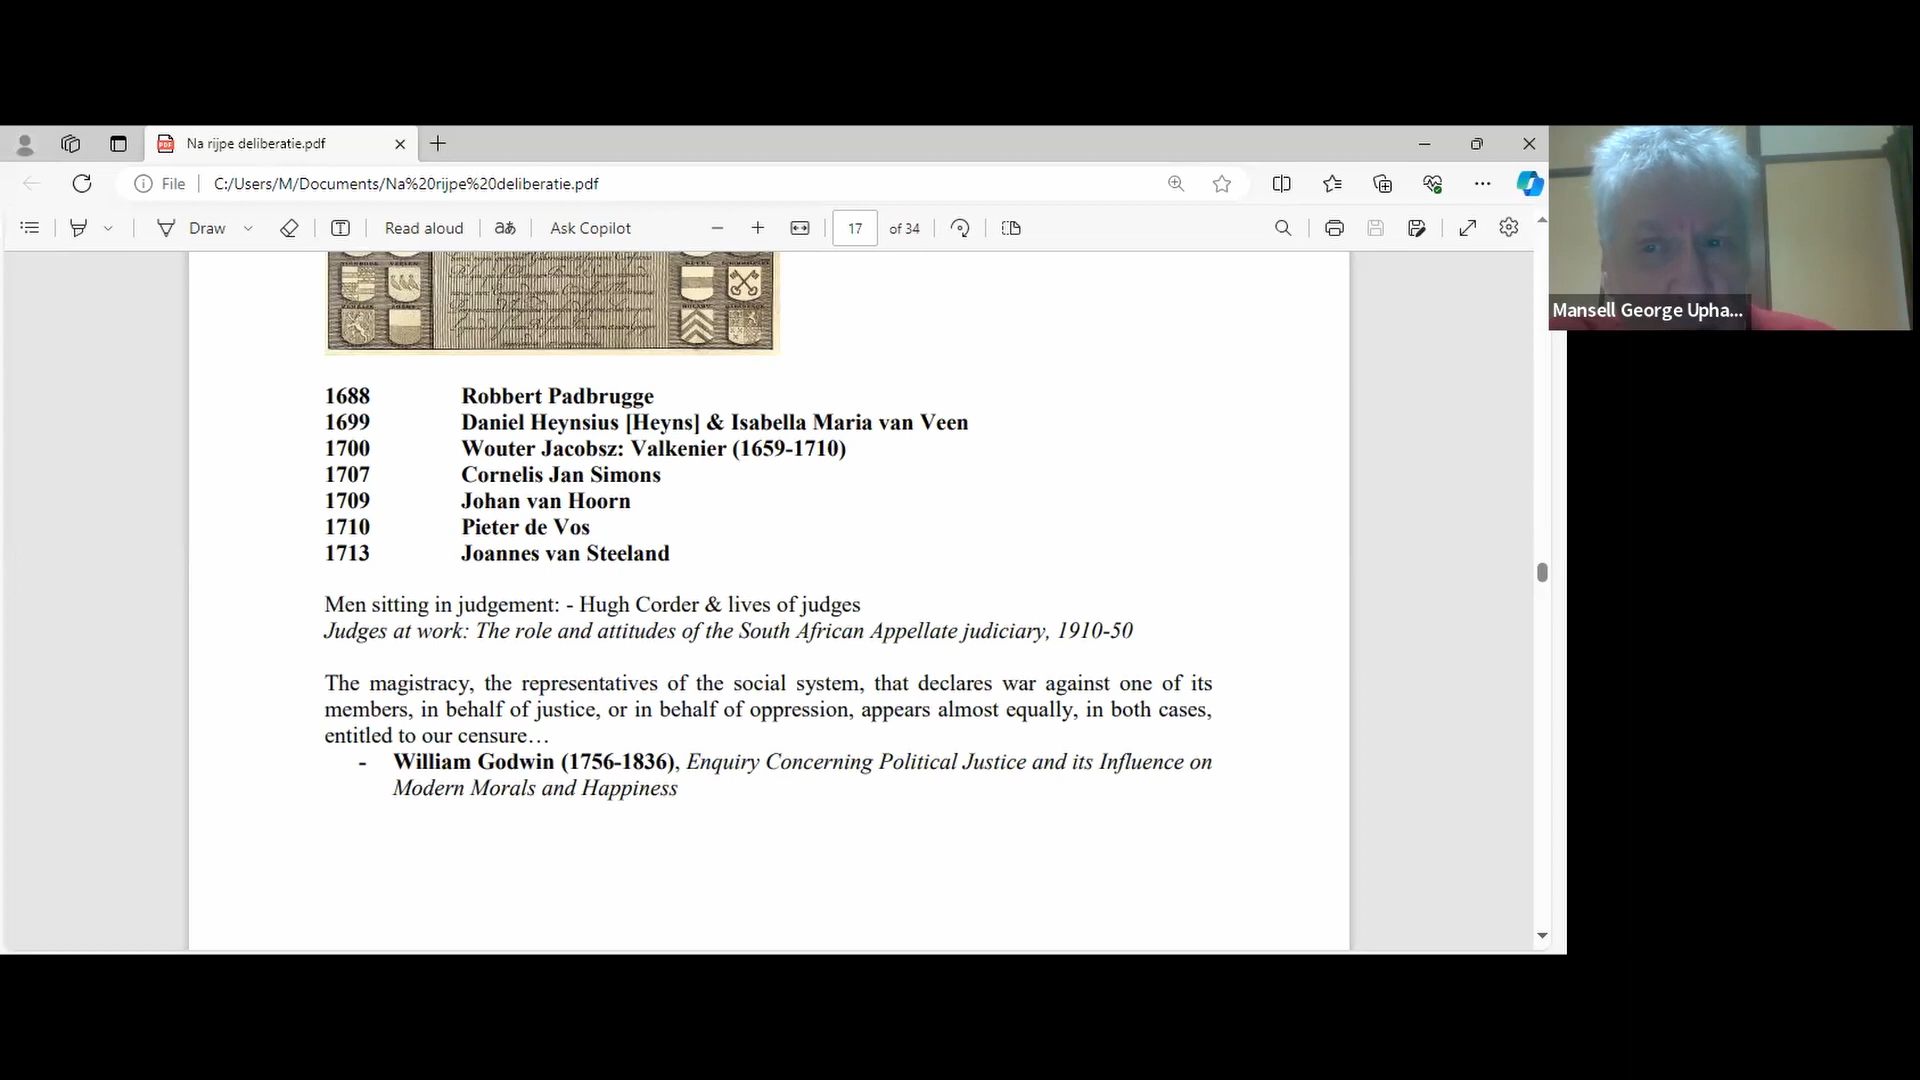 Na rijpe deliberatie.pdf
File
C:/Users/M/Documents/Na%20rijpe%20deliberatie.pdf
Draw
Read aloud
aあ
Ask Copilot
17 of 34
Mansell George Upha...
1688 Robbert Padbrugge
1699 Daniel Heynsius [Heyns] & Isabella Maria van Veen
1700 Wouter Jacobsz: Valkenier (1659-1710)
1707 Cornelis Jan Simons
1709 Johan van Hoorn
1710 Pieter de Vos
1713 Joannes van Steeland
Men sitting in judgement: - Hugh Corder & lives of judges
Judges at work: The role and attitudes of the South African Appellate judiciary, 1910-50
The magistracy, the representatives of the social system, that declares war against one of its
members, in behalf of justice, or in behalf of oppression, appears almost equally, in both cases,
entitled to our censure…
- William Godwin (1756-1836), Enquiry Concerning Political Justice and its Influence on
Modern Morals and Happiness